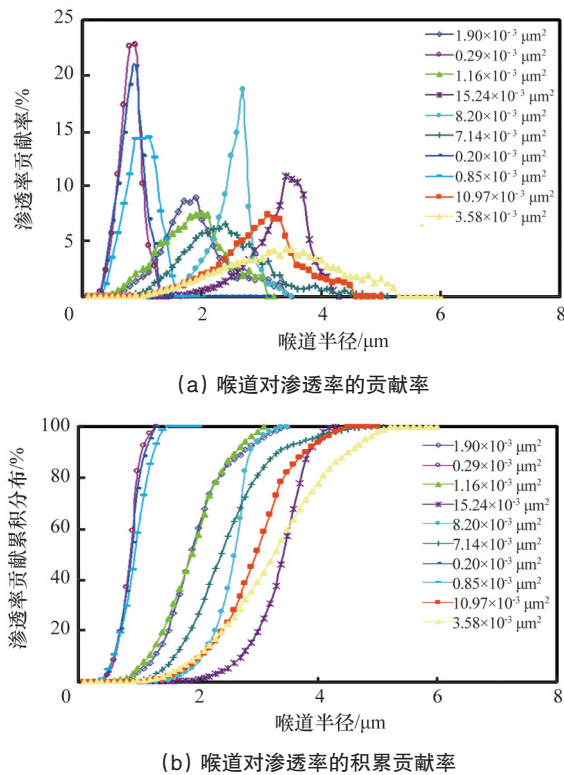 25
20
15
10
5
0
渗透率贡献率/%
0 2 4 6 8
喉道半径/μm
1.90×10⁻³ μm²
0.29×10⁻³ μm²
1.16×10⁻³ μm²
15.24×10⁻³ μm²
8.20×10⁻³ μm²
7.14×10⁻³ μm²
0.20×10⁻³ μm²
0.85×10⁻³ μm²
10.97×10⁻³ μm²
3.58×10⁻³ μm²
(a) 喉道对渗透率的贡献率
100
80
60
40
20
渗透率贡献累积分布/%
0 2 4 6 8
喉道半径/μm
1.90×10⁻³ μm²
0.29×10⁻³ μm²
1.16×10⁻³ μm²
15.24×10⁻³ μm²
8.20×10⁻³ μm²
7.14×10⁻³ μm²
0.20×10⁻³ μm²
0.85×10⁻³ μm²
10.97×10⁻³ μm²
3.58×10⁻³ μm²
(b) 喉道对渗透率的积累贡献率